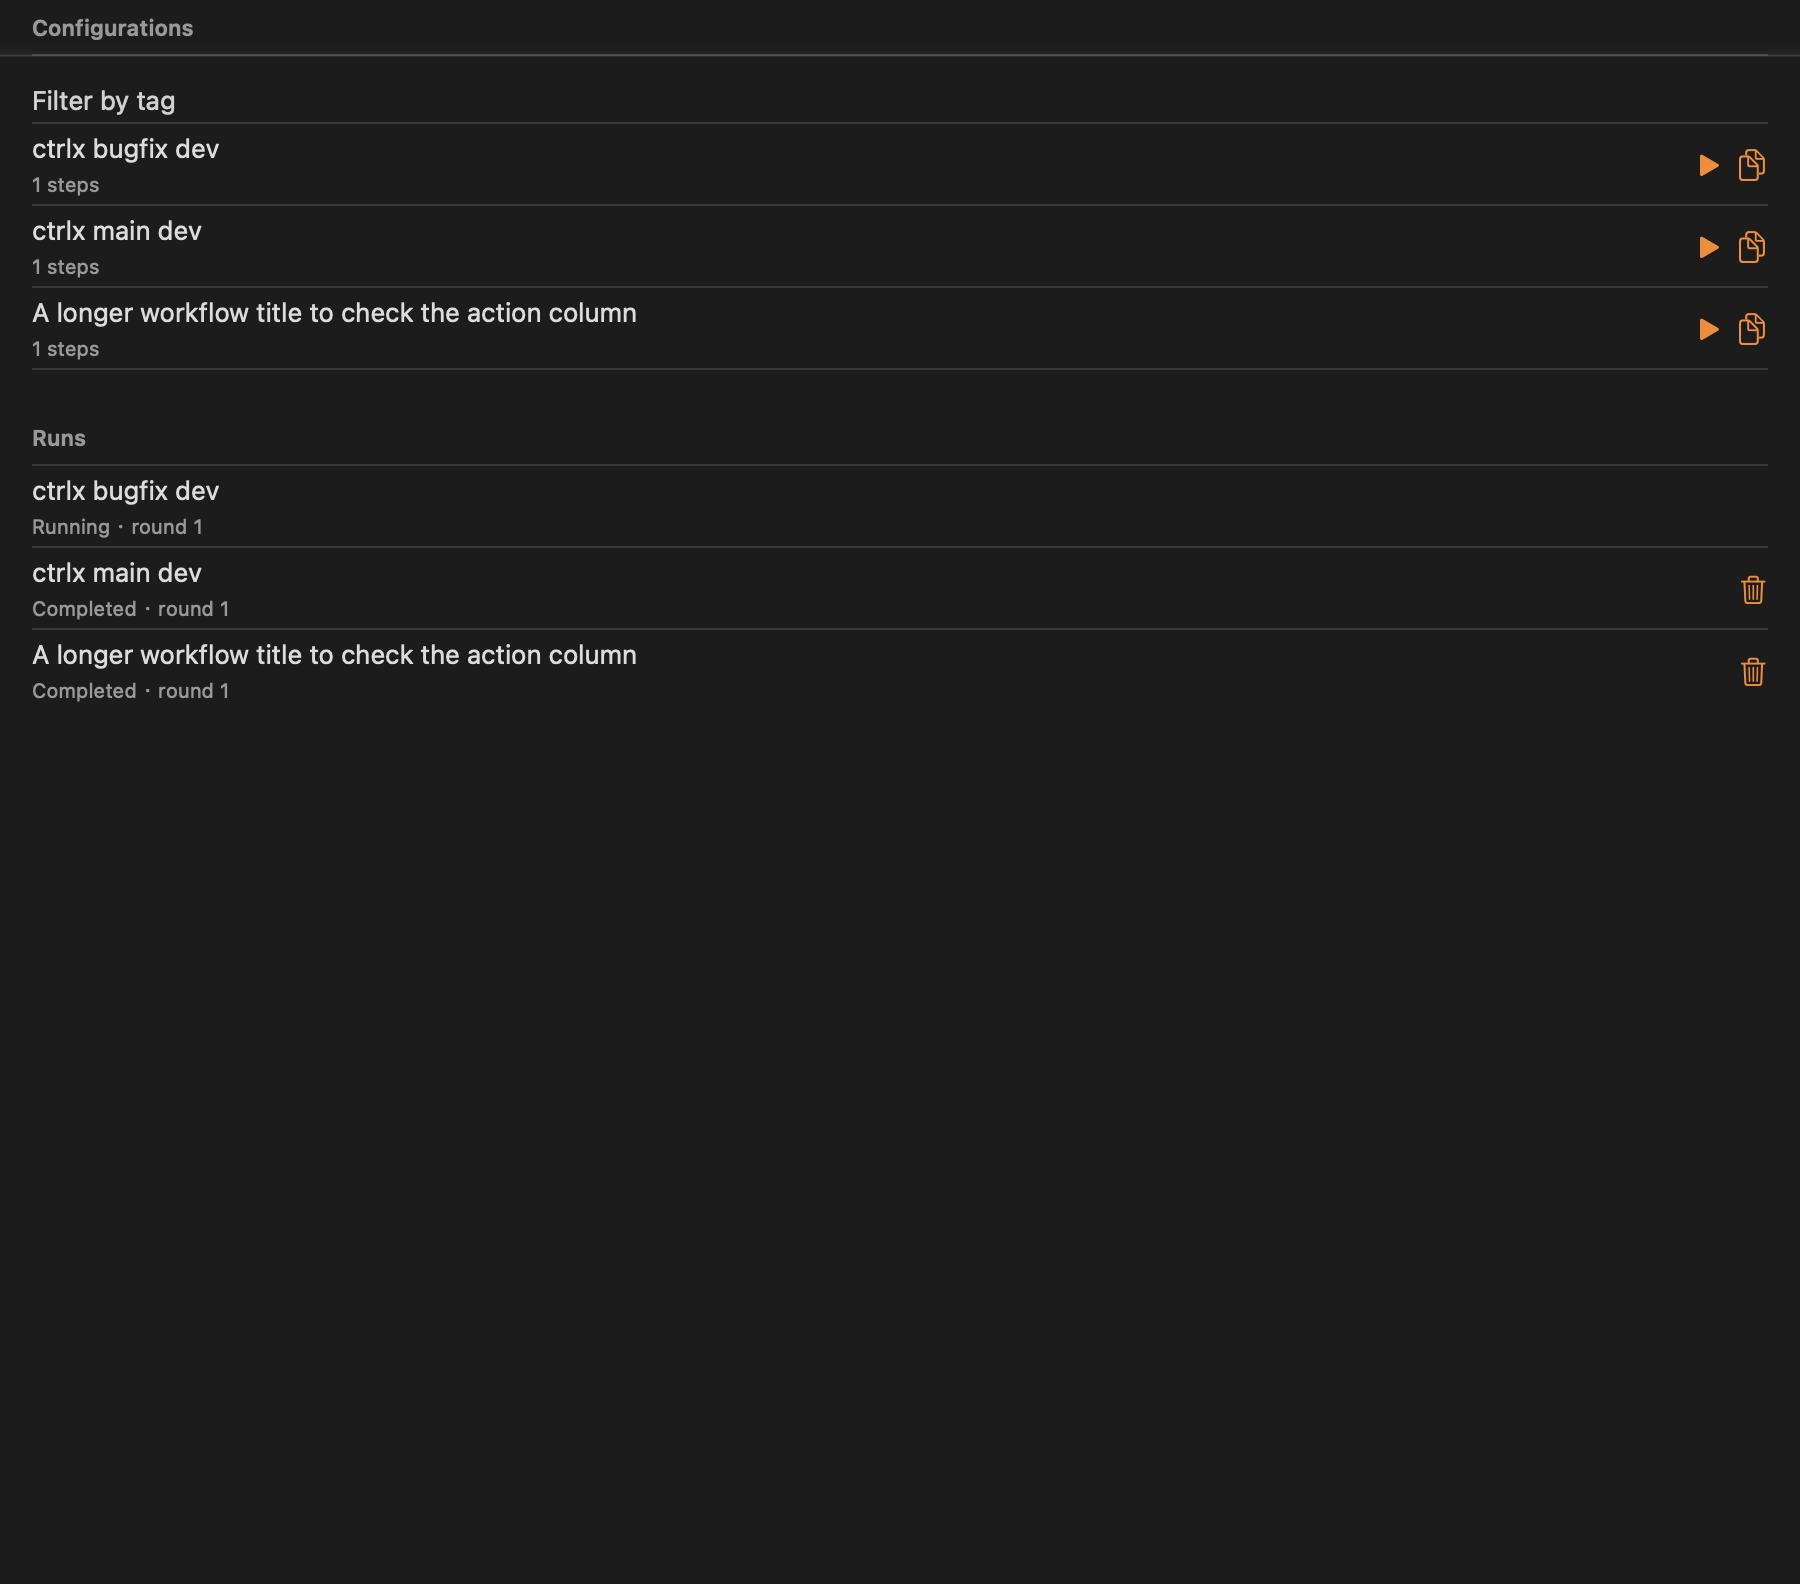 Configurations
Filter by tag
ctrlx bugfix dev
1 steps
ctrlx main dev
1 steps
A longer workflow title to check the action column
1 steps
Runs
ctrlx bugfix dev
Running · round 1
ctrlx main dev
Completed · round 1
A longer workflow title to check the action column
Completed · round 1